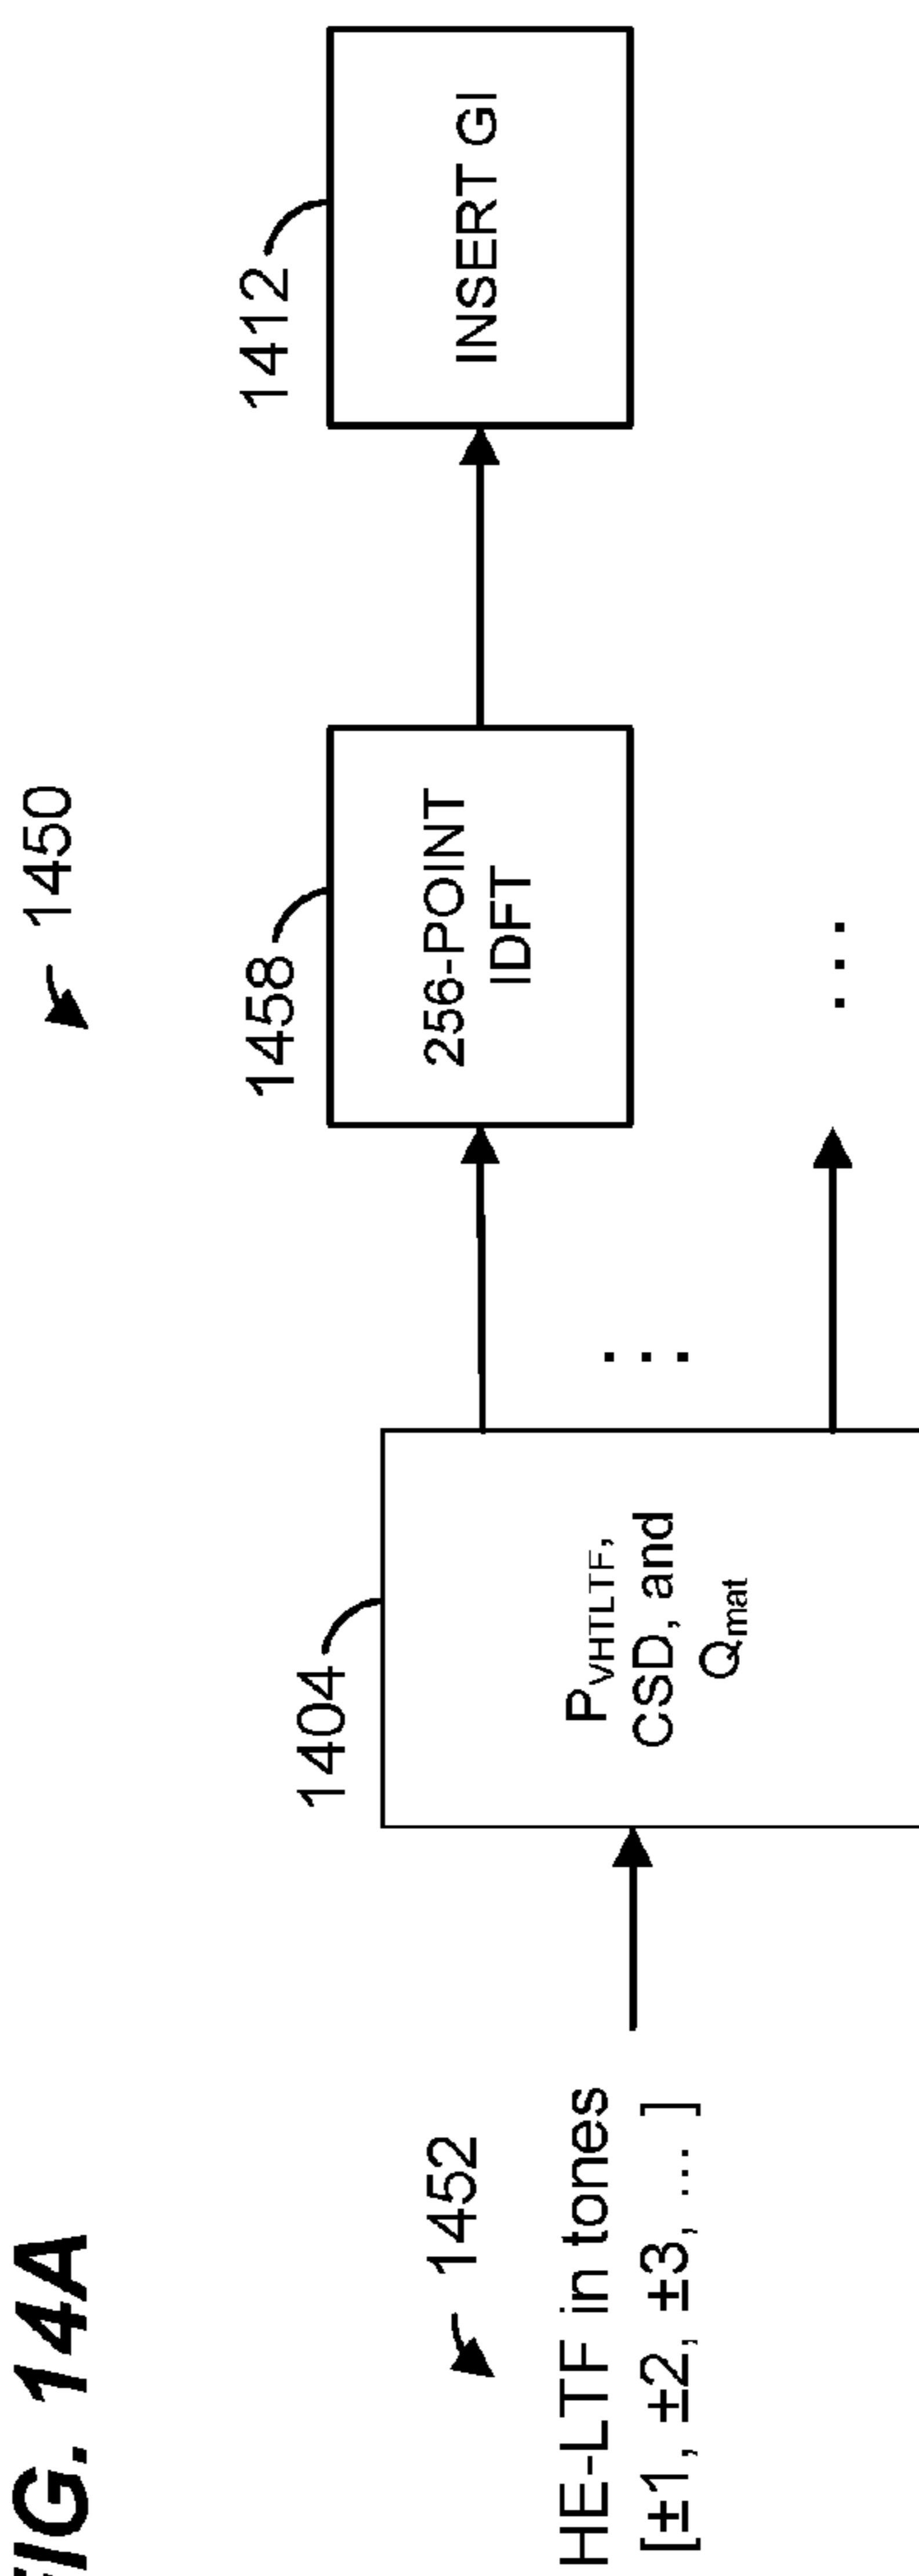 FIG. 14A
1450
1452
HE-LTF in tones
[±1, ±2, ±3, ... ]
1404
P_VHTLTF,
CSD, and
Q_mat
...
...
1458
256-POINT
IDFT
1412
INSERT GI